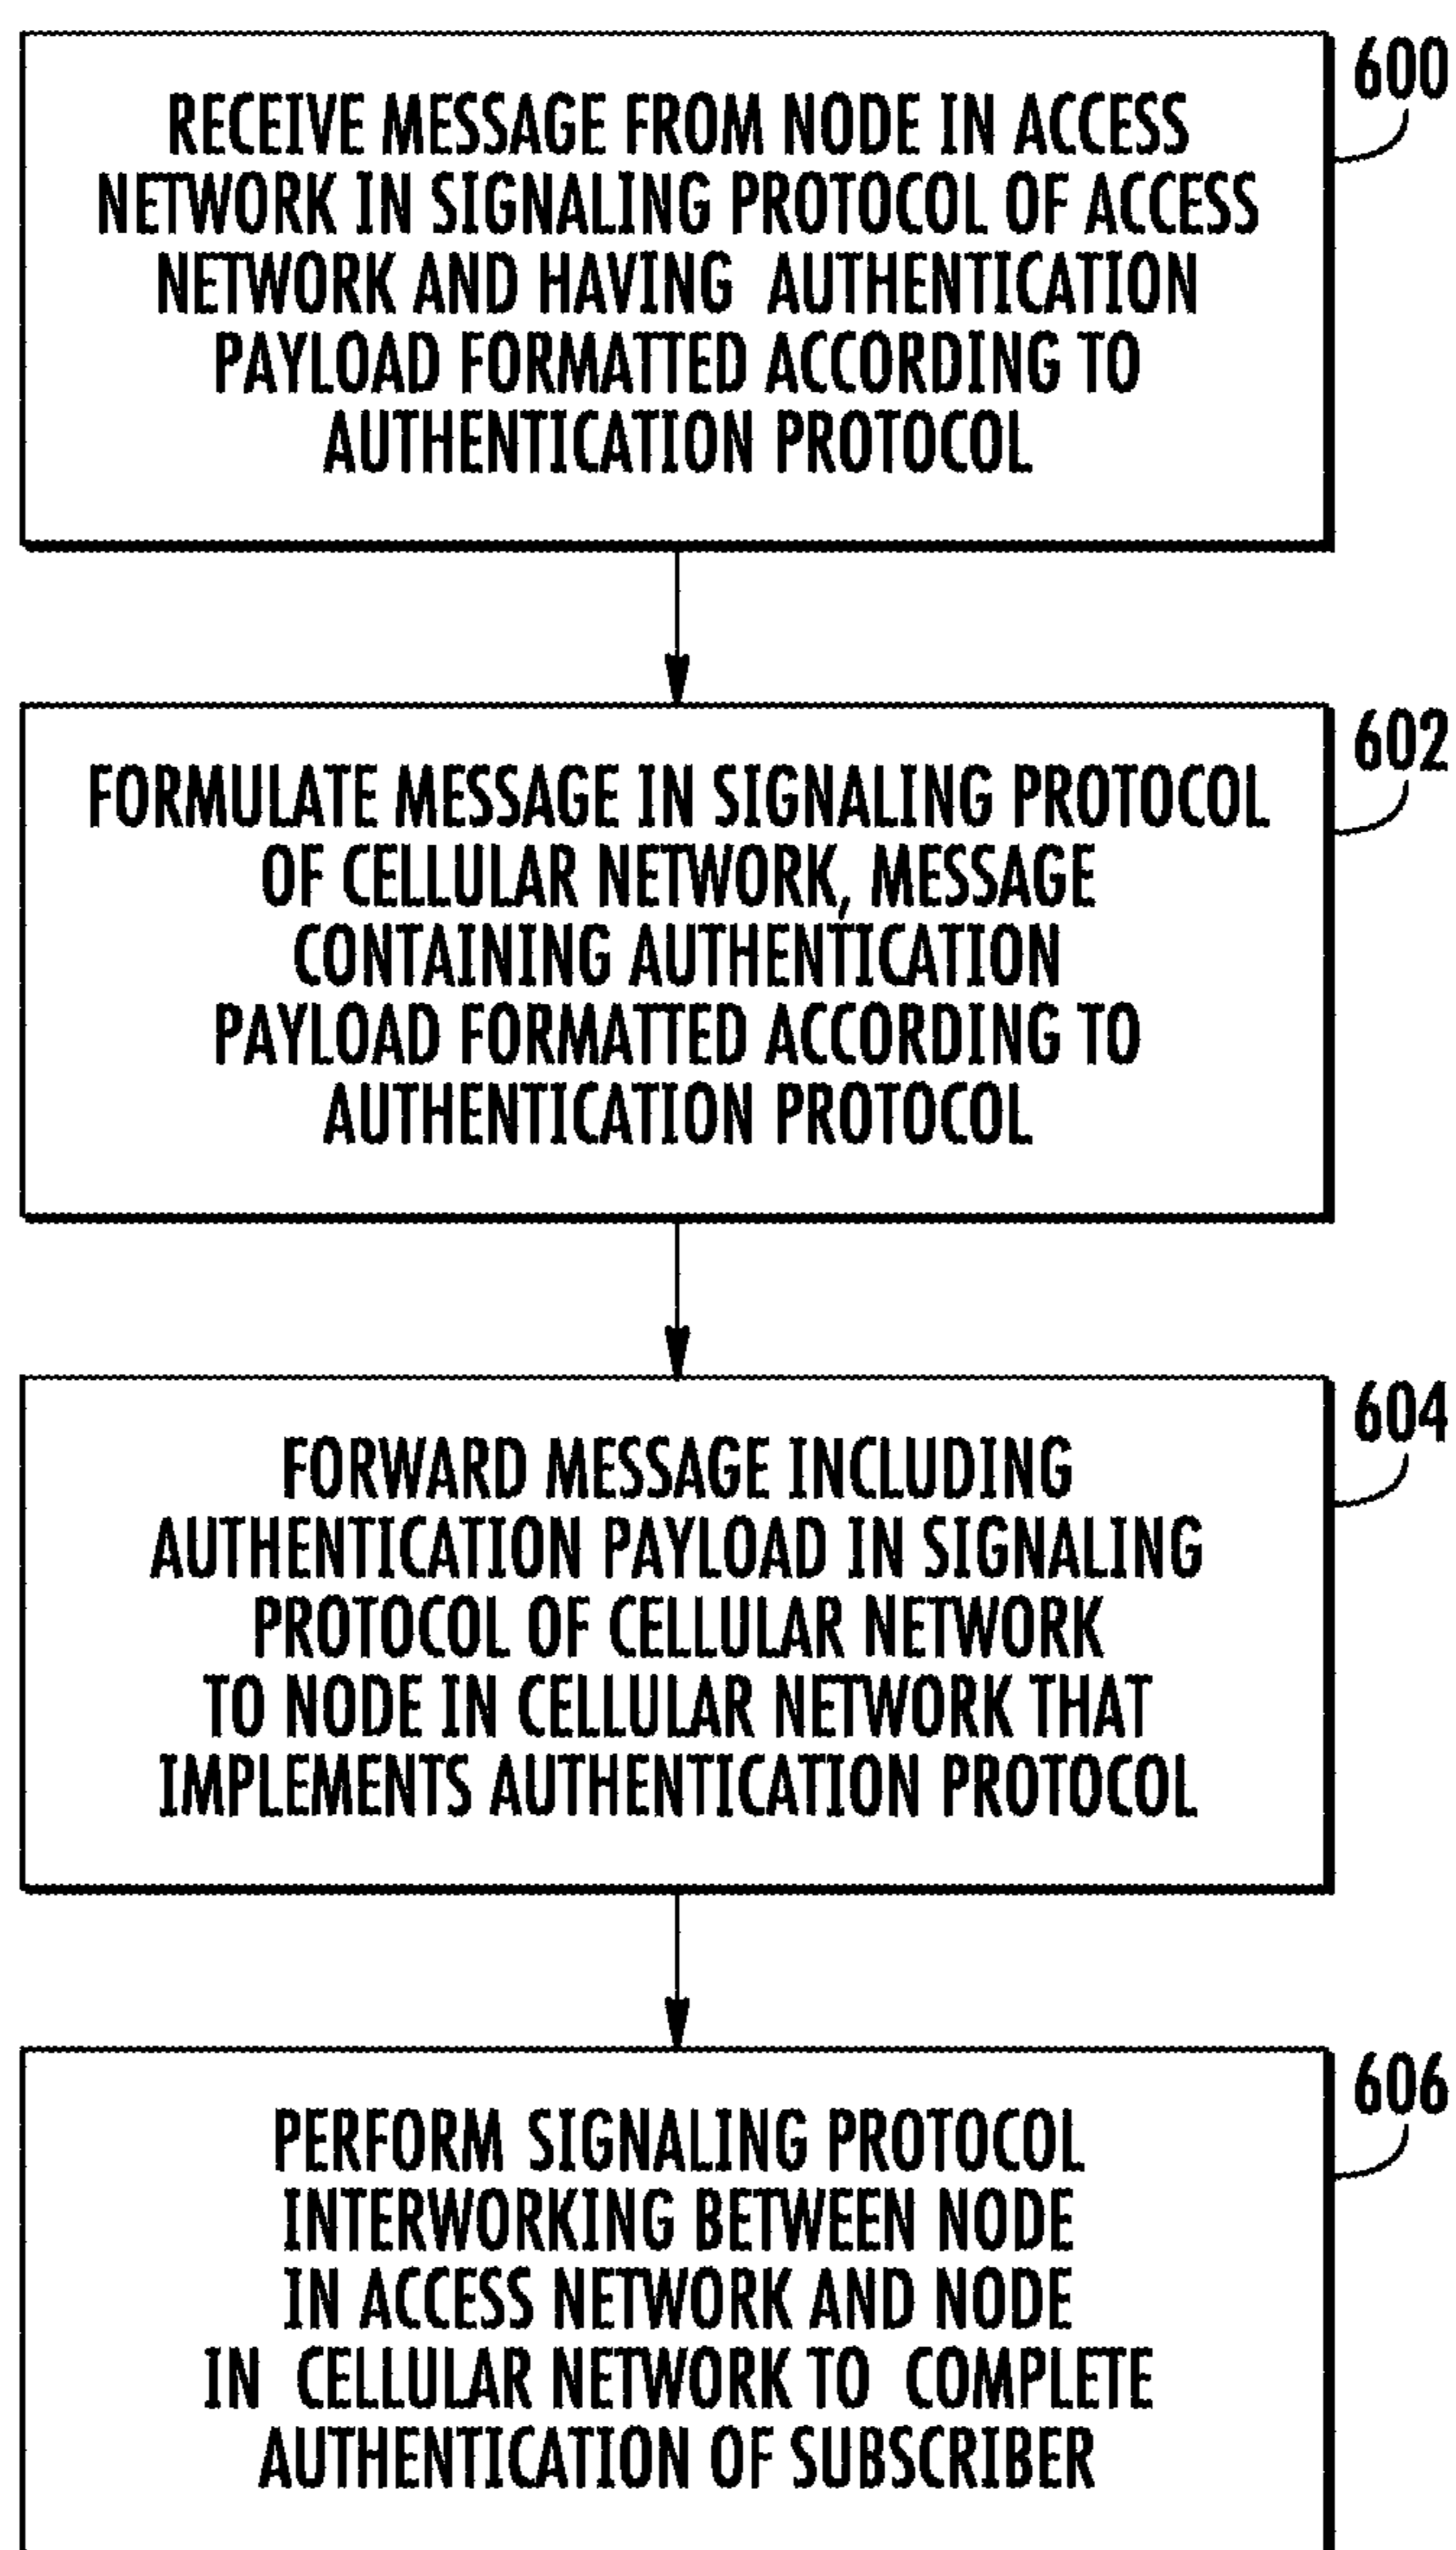 600
RECEIVE MESSAGE FROM NODE IN ACCESS
NETWORK IN SIGNALING PROTOCOL OF ACCESS
NETWORK AND HAVING AUTHENTICATION
PAYLOAD FORMATTED ACCORDING TO
AUTHENTICATION PROTOCOL
602
FORMULATE MESSAGE IN SIGNALING PROTOCOL
OF CELLULAR NETWORK, MESSAGE
CONTAINING AUTHENTICATION
PAYLOAD FORMATTED ACCORDING TO
AUTHENTICATION PROTOCOL
604
FORWARD MESSAGE INCLUDING
AUTHENTICATION PAYLOAD IN SIGNALING
PROTOCOL OF CELLULAR NETWORK
TO NODE IN CELLULAR NETWORK THAT
IMPLEMENTS AUTHENTICATION PROTOCOL
606
PERFORM SIGNALING PROTOCOL
INTERWORKING BETWEEN NODE
IN ACCESS NETWORK AND NODE
IN CELLULAR NETWORK TO COMPLETE
AUTHENTICATION OF SUBSCRIBER